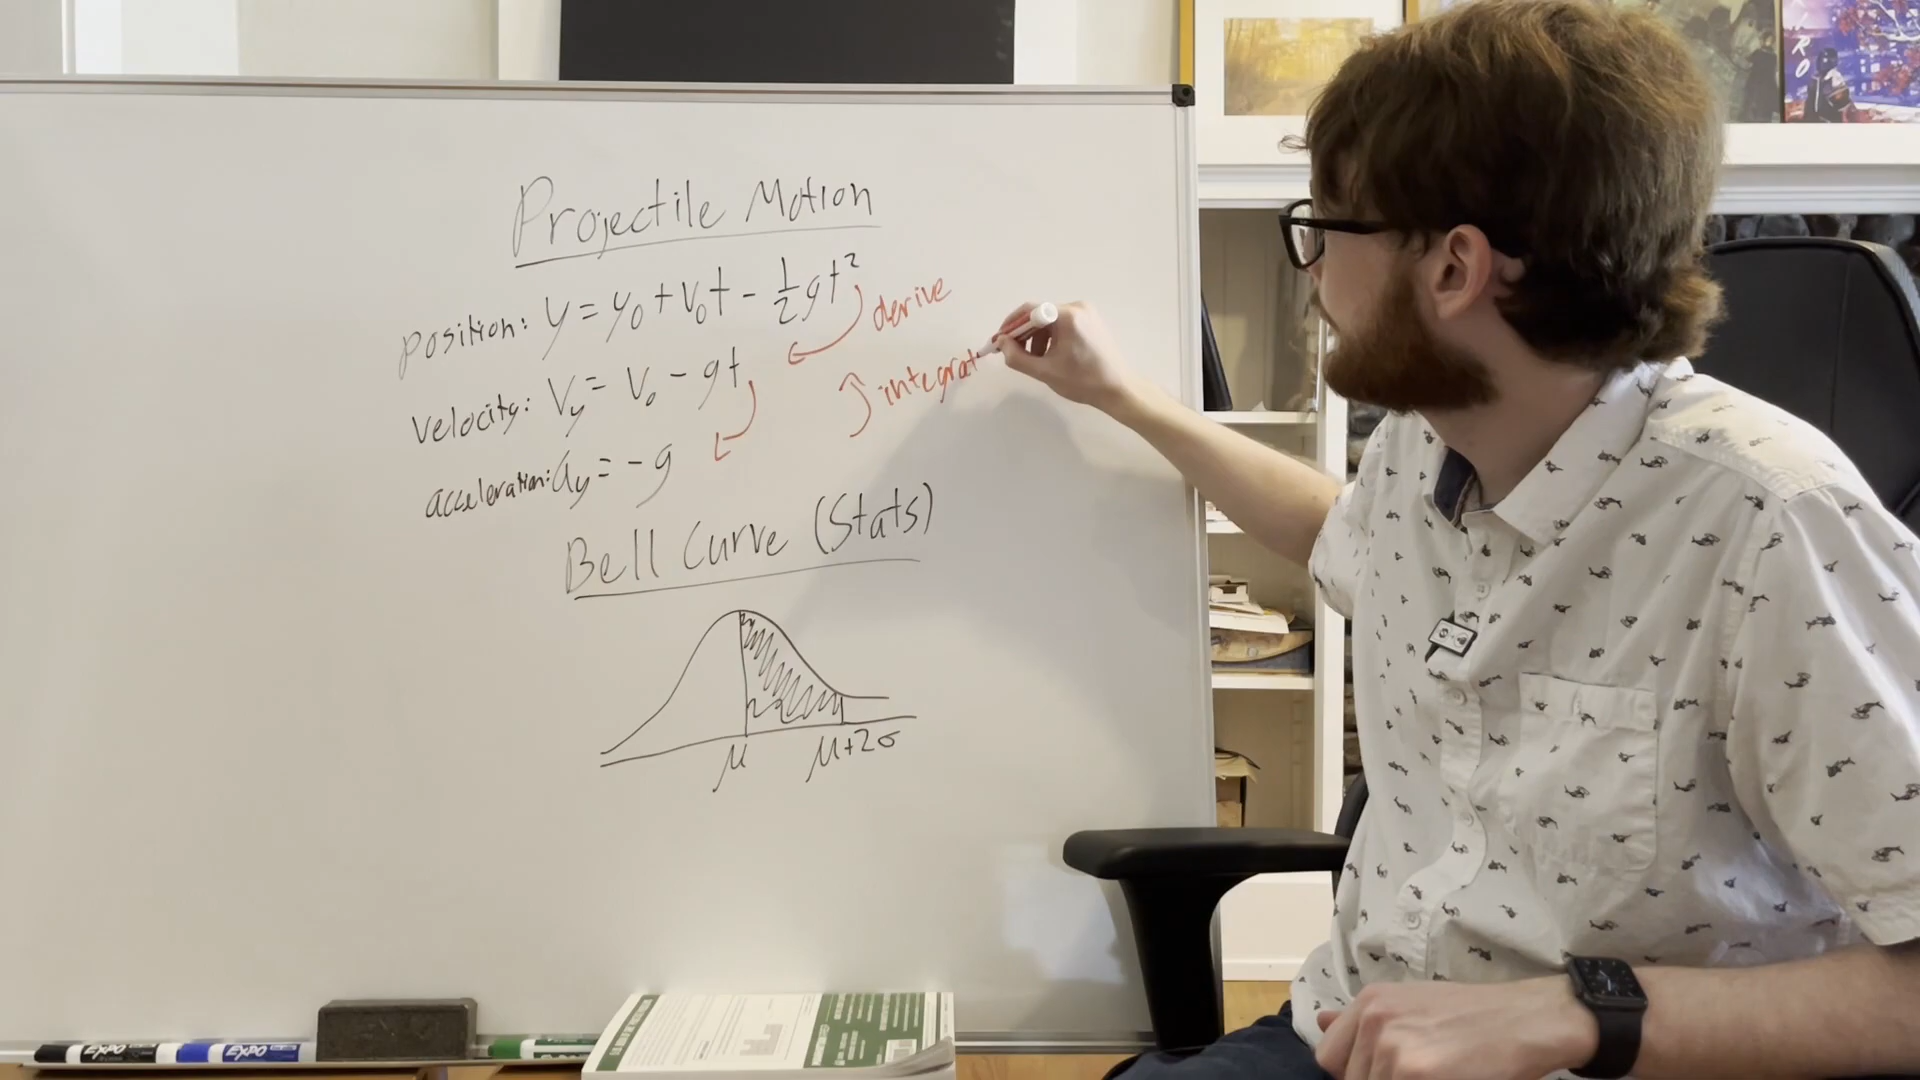 Projectile Motion
position: y = y₀ + v₀t - ½gt²
derive
velocity: Vy = V₀ - gt
integrat
acceleration: ay = -g
Bell Curve (Stats)
μ μ+2σ
EXPO EXPO